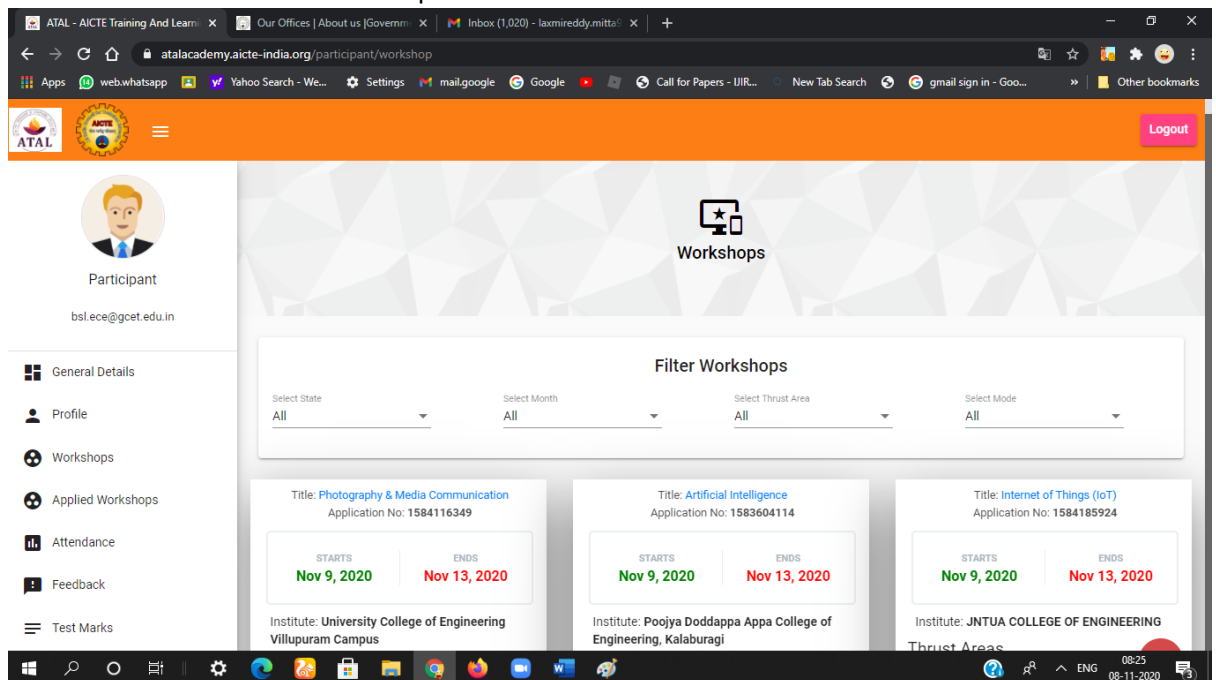 ATAL - AICTE Training And Learni
Our Offices | About us |Governm
Inbox (1,020) - laxmireddy.mitta9
atalacademy.aicte-india.org/participant/workshop
Apps web.whatsapp Yahoo Search - We... Settings mail.google Google Call for Papers - IJIR... New Tab Search gmail sign in - Goo... » Other bookmarks
ATAL
AICTE
Logout
Participant
bsl.ece@gcet.edu.in
General Details
Profile
Workshops
Applied Workshops
Attendance
Feedback
Test Marks
Workshops
Filter Workshops
Select State Select Month Select Thrust Area Select Mode
All All All All
Title: Photography & Media Communication
Application No: 1584116349
STARTS ENDS
Nov 9, 2020 Nov 13, 2020
Institute: University College of Engineering
Villupuram Campus
Title: Artificial Intelligence
Application No: 1583604114
STARTS ENDS
Nov 9, 2020 Nov 13, 2020
Institute: Poojya Doddappa Appa College of
Engineering, Kalaburagi
Title: Internet of Things (IoT)
Application No: 1584185924
STARTS ENDS
Nov 9, 2020 Nov 13, 2020
Institute: JNTUA COLLEGE OF ENGINEERING
Thrust Areas
ENG
08:25
08-11-2020